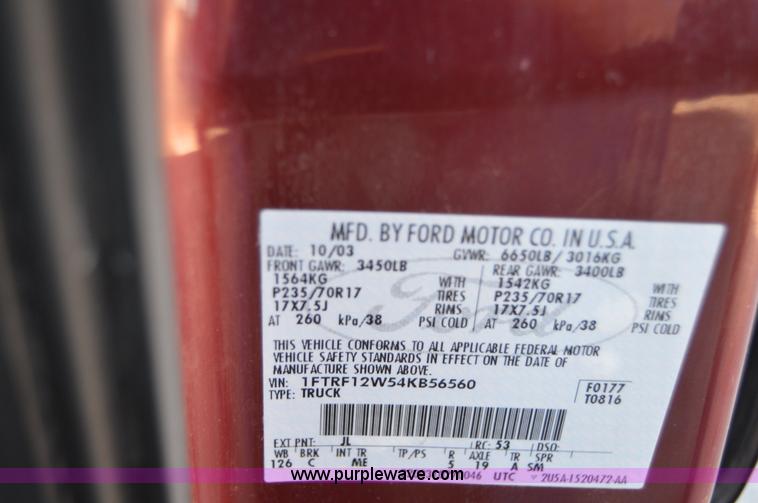 MFD. BY FORD MOTOR CO. IN U.S.A.
DATE: 10/03 GVWR: 6650LB / 3016KG
FRONT GAWR: 3450LB REAR GAWR: 3400LB
1564KG WITH 1542KG WITH
P235/70R17 TIRES P235/70R17 TIRES
17X7.5J RIMS 17X7.5J RIMS
AT 260 kPa/38 PSI COLD AT 260 kPa/38 PSI COLD
Ford
THIS VEHICLE CONFORMS TO ALL APPLICABLE FEDERAL MOTOR
VEHICLE SAFETY STANDARDS IN EFFECT ON THE DATE OF
MANUFACTURE SHOWN ABOVE.
VIN: 1FTRF12W54KB56560 F0177
TYPE: TRUCK T0816
EXT PNT: JL RC: 53 DSO:
WB BRK INT TR TP/PS R AXLE TR SPR
126 C ME 5 19 A SM
www.purplewave.com 046 UTC